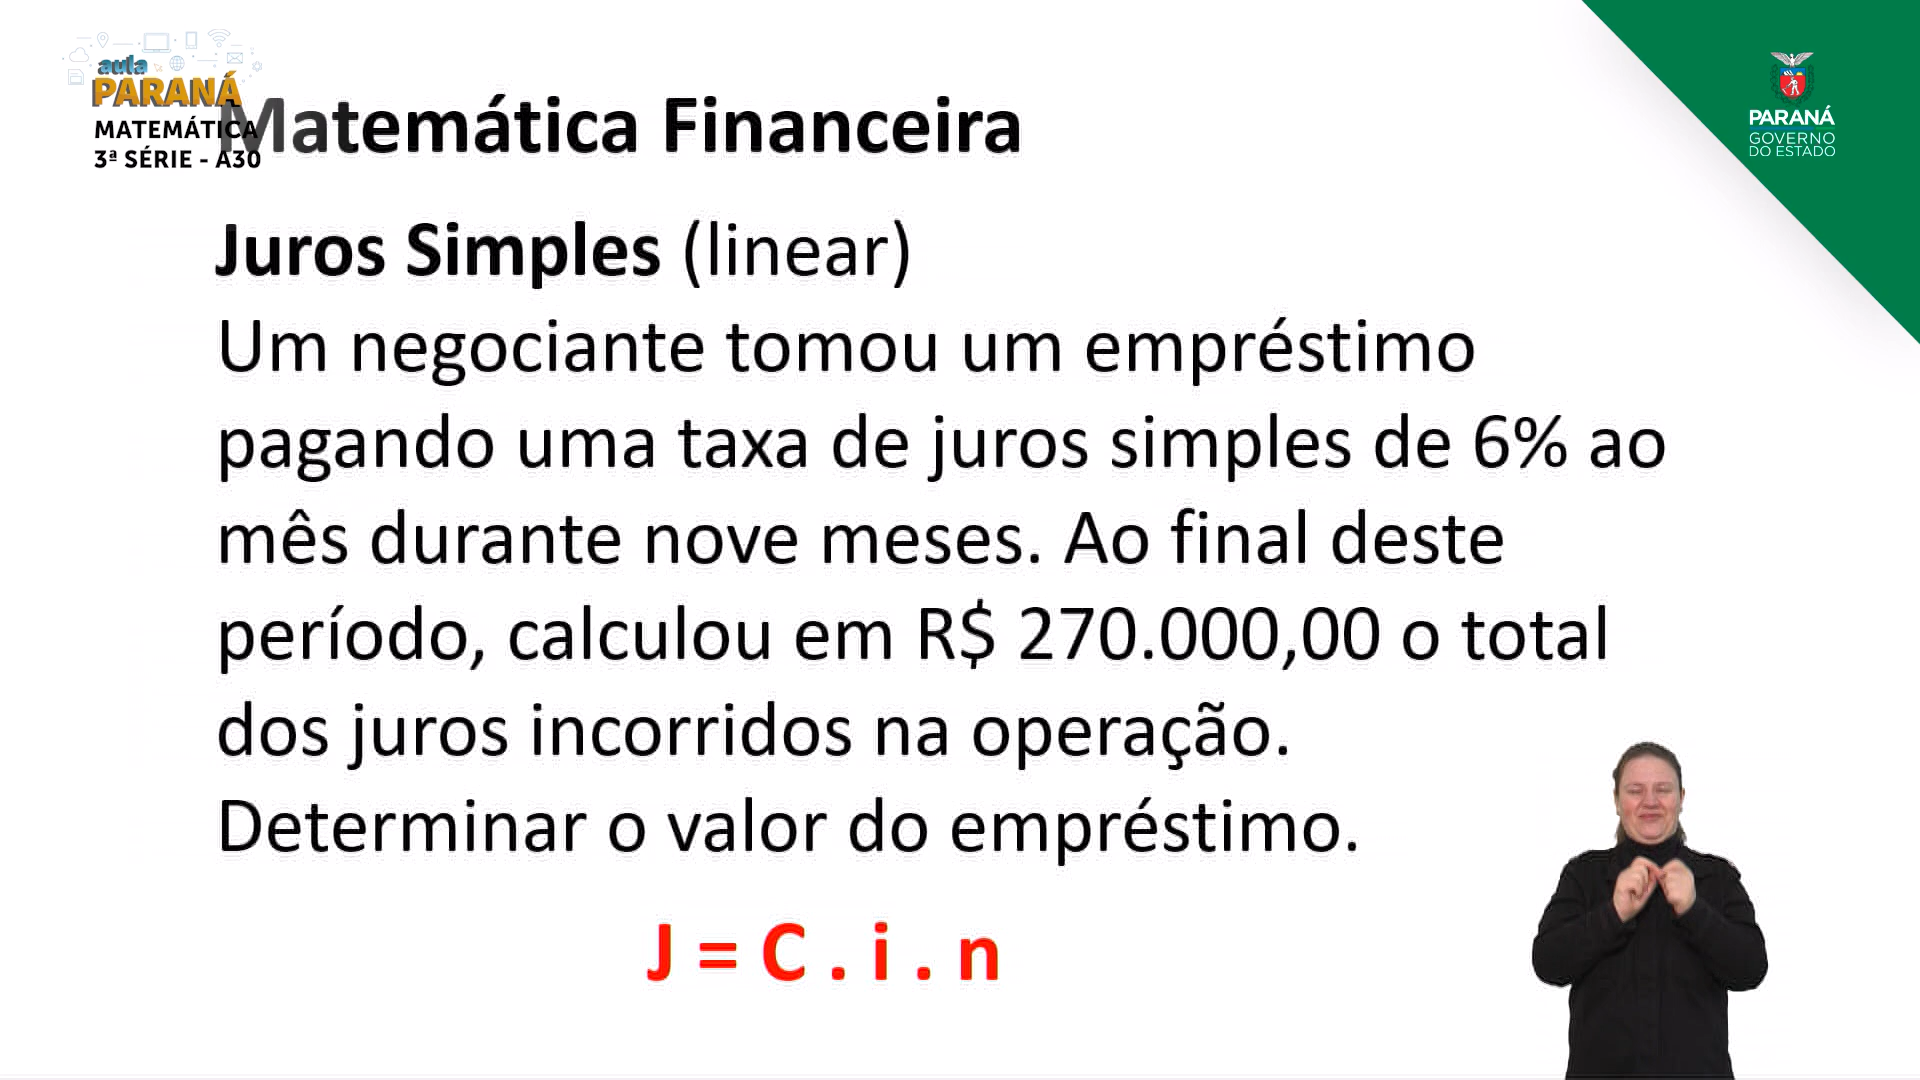 aula
PARANÁ
MATEMÁTICA
3ª SÉRIE - A30
Matemática Financeira
PARANÁ
GOVERNO
DO ESTADO
Juros Simples (linear)
Um negociante tomou um empréstimo
pagando uma taxa de juros simples de 6% ao
mês durante nove meses. Ao final deste
período, calculou em R$ 270.000,00 o total
dos juros incorridos na operação.
Determinar o valor do empréstimo.
J = C . i . n